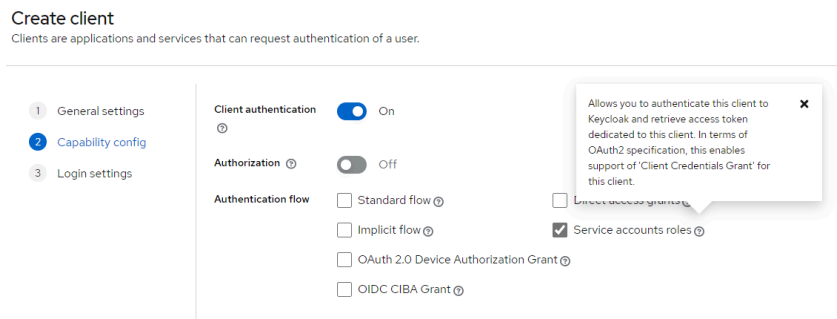 Create client
Clients are applications and services that can request authentication of a user.
1 General settings
2 Capability config
3 Login settings
Client authentication
On
Authorization
Off
Authentication flow
Standard flow
Direct access grants
Implicit flow
Service accounts roles
OAuth 2.0 Device Authorization Grant
OIDC CIBA Grant
Allows you to authenticate this client to
Keycloak and retrieve access token
dedicated to this client. In terms of
OAuth2 specification, this enables
support of 'Client Credentials Grant' for
this client.